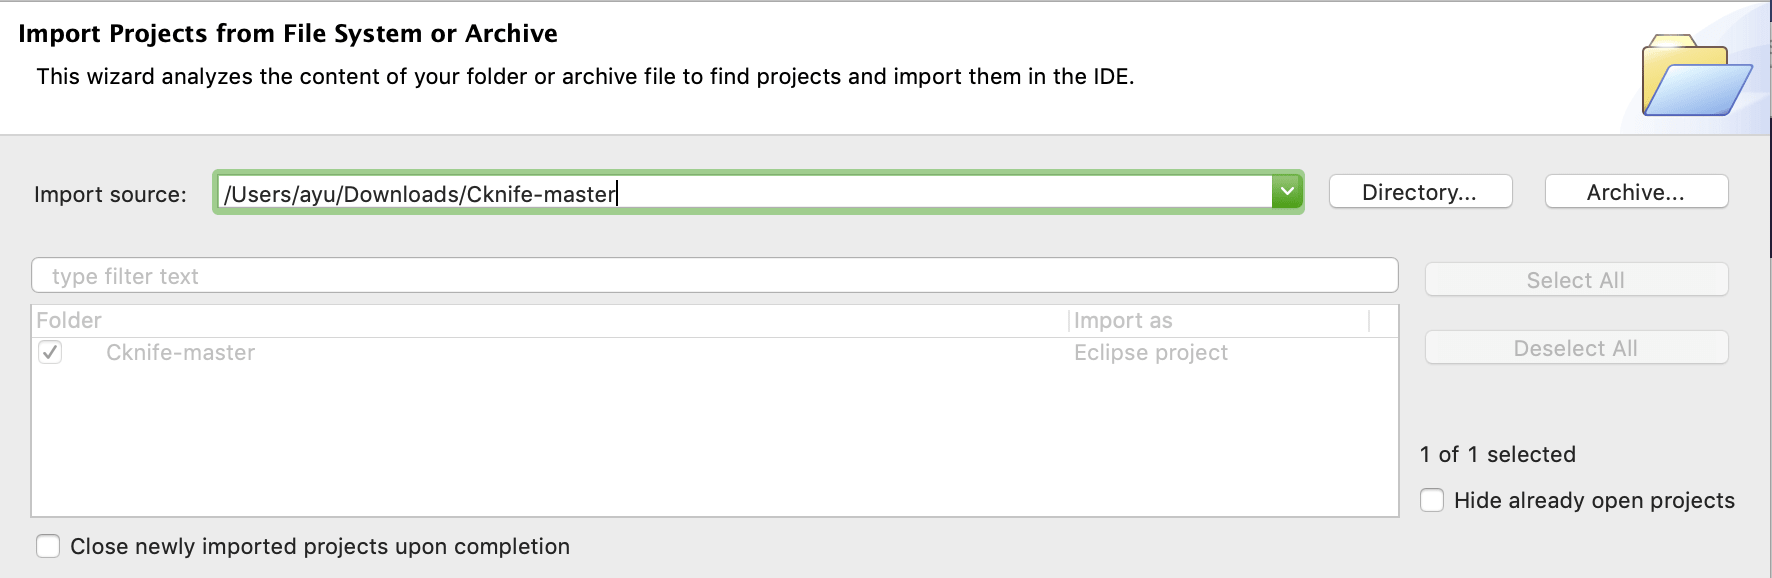 Import Projects from File System or Archive
This wizard analyzes the content of your folder or archive file to find projects and import them in the IDE.
Import source: /Users/ayu/Downloads/Cknife-master Directory... Archive...
type filter text Select All
Folder Import as
Cknife-master Eclipse project Deselect All
1 of 1 selected
Hide already open projects
Close newly imported projects upon completion